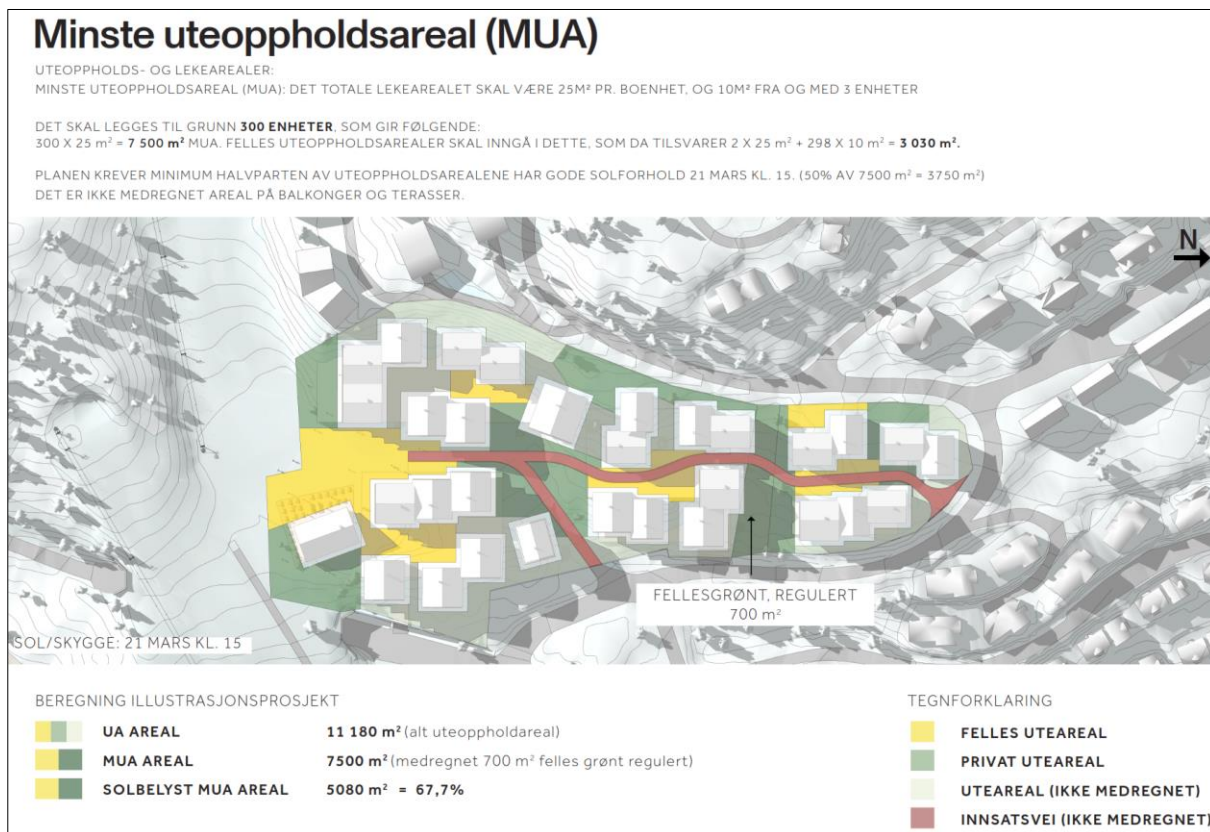 Minste uteoppholdsareal (MUA)
UTEOPPHOLDS- OG LEKEAREALER:
MINSTE UTEOPPHOLDSAREAL (MUA): DET TOTALE LEKEAREALET SKAL VÆRE 25M² PR. BOENHET, OG 10M² FRA OG MED 3 ENHETER
DET SKAL LEGGES TIL GRUNN 300 ENHETER, SOM GIR FØLGENDE:
300 X 25 m² = 7 500 m² MUA. FELLES UTEOPPHOLDSAREALER SKAL INNGÅ I DETTE, SOM DA TILSVARER 2 X 25 m² + 298 X 10 m² = 3 030 m².
PLANEN KREVER MINIMUM HALVPARTEN AV UTEOPPHOLDSAREALENE HAR GODE SOLFORHOLD 21 MARS KL. 15. (50% AV 7500 m² = 3750 m²)
DET ER IKKE MEDREGNET AREAL PÅ BALKONGER OG TERASSER.
N
FELLESGRØNT, REGULERT
700 m²
SOL/SKYGGE: 21 MARS KL. 15
BEREGNING ILLUSTRASJONSPROSJEKT
UA AREAL 11 180 m² (alt uteoppholdareal)
MUA AREAL 7500 m² (medregnet 700 m² felles grønt regulert)
SOLBELYST MUA AREAL 5080 m² = 67,7%
TEGNFORKLARING
FELLES UTEAREAL
PRIVAT UTEAREAL
UTEAREAL (IKKE MEDREGNET)
INNSATSVEI (IKKE MEDREGNET)